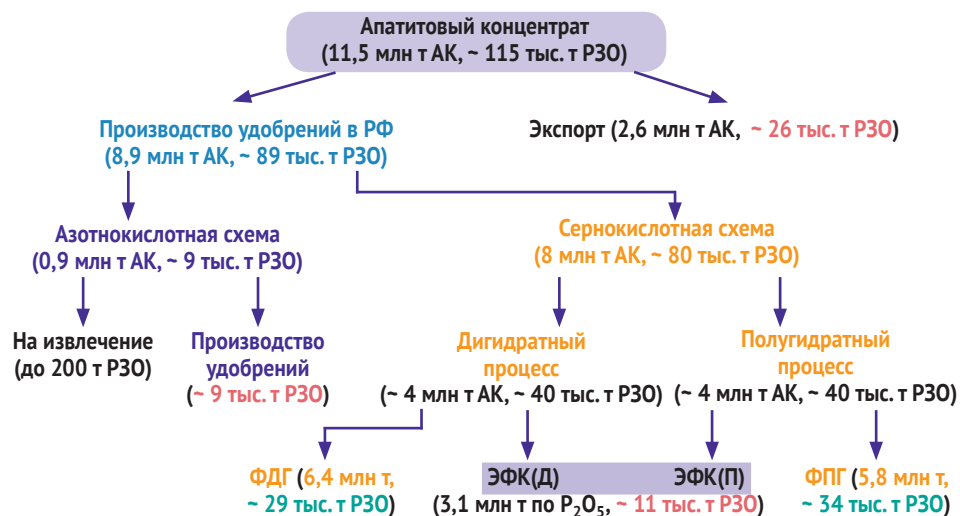 Апатитовый концентрат
(11,5 млн т АК, ~ 115 тыс. т РЗО)
Производство удобрений в РФ
(8,9 млн т АК, ~ 89 тыс. т РЗО)
Экспорт (2,6 млн т АК, ~ 26 тыс. т РЗО)
Азотнокислотная схема
(0,9 млн т АК, ~ 9 тыс. т РЗО)
Сернокислотная схема
(8 млн т АК, ~ 80 тыс. т РЗО)
На извлечение
(до 200 т РЗО)
Производство
удобрений
(~ 9 тыс. т РЗО)
Дигидратный
процесс
(~ 4 млн т АК, ~ 40 тыс. т РЗО)
Полугидратный
процесс
(~ 4 млн т АК, ~ 40 тыс. т РЗО)
ФДГ (6,4 млн т,
~ 29 тыс. т РЗО)
ЭФК(Д) ЭФК(П)
(3,1 млн т по P₂O₅, ~ 11 тыс. т РЗО)
ФПГ (5,8 млн т,
~ 34 тыс. т РЗО)